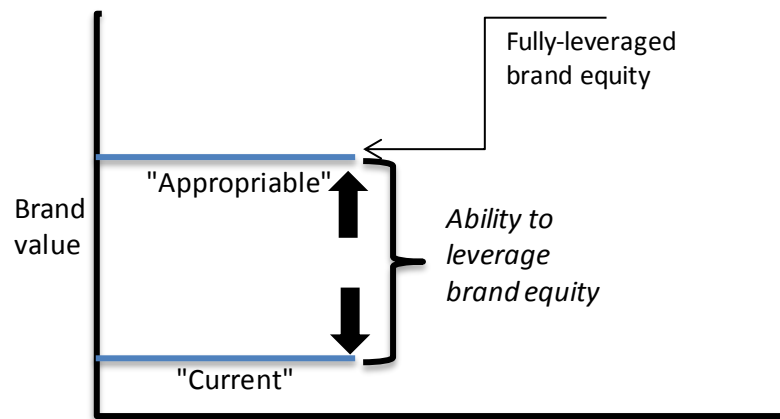 Fully-leveraged
brand equity
"Appropriable"
Brand
value
Ability to
leverage
brand equity
"Current"